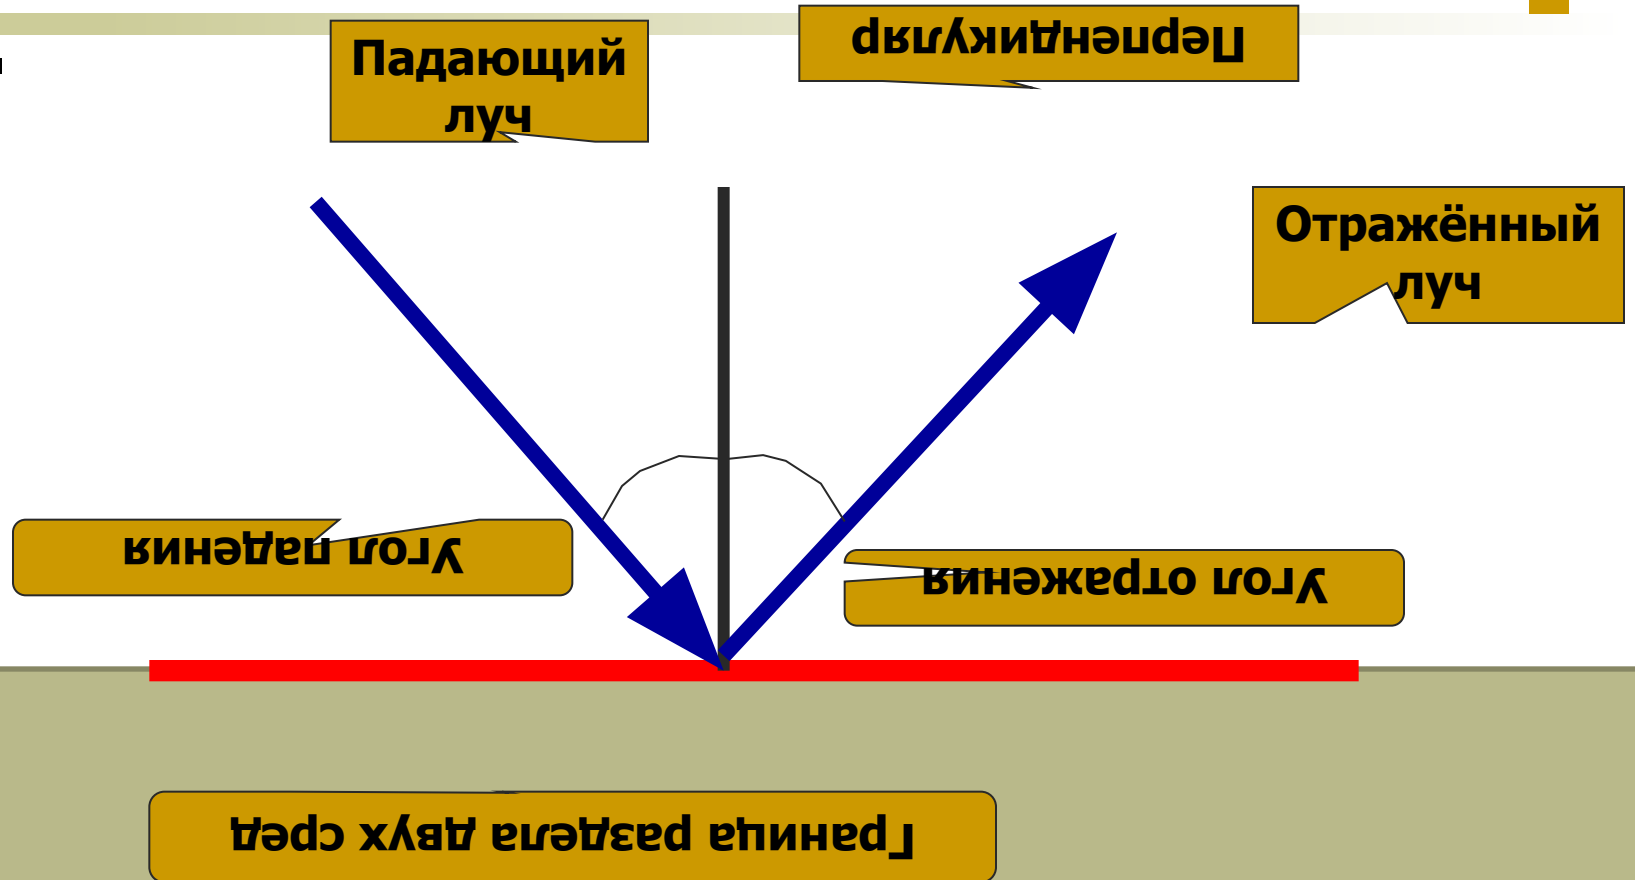 Падающий
луч
Перпендикуляр
Отражённый
луч
Угол падения
Угол отражения
Граница раздела двух сред